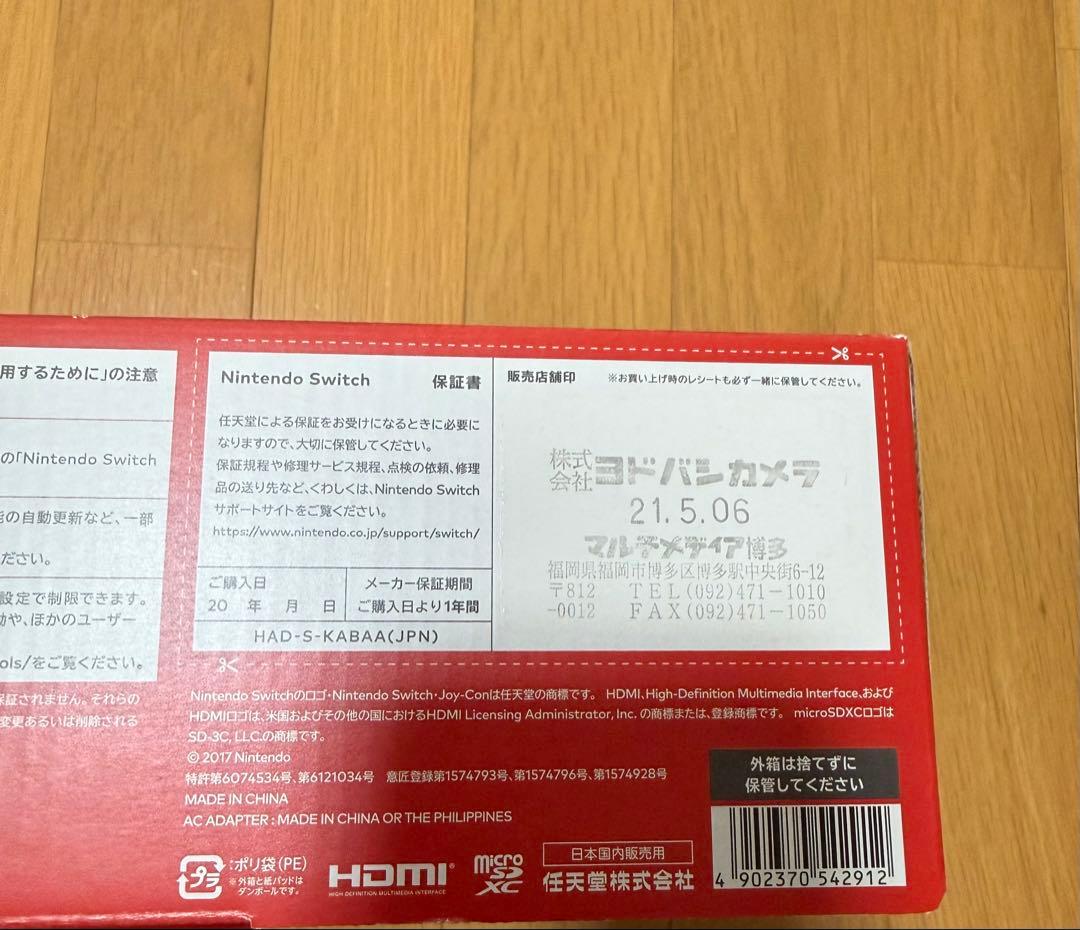 用するために」の注意
の「Nintendo Switch
能の自動更新など、一部
ださい。
設定で制限できます。
動や、ほかのユーザー
ols/をご覧ください。
保証されません。それらの
変更あるいは削除される
Nintendo Switch 保証書
任天堂による保証をお受けになるときに必要に
なりますので、大切に保管してください。
保証規程や修理サービス規程、点検の依頼、修理
品の送り先など、くわしくは、Nintendo Switch
サポートサイトをご覧ください。
https://www.nintendo.co.jp/support/switch/
ご購入日
20 年 月 日
メーカー保証期間
ご購入日より1年間
HAD-S-KABAA(JPN)
販売店舗印 ※お買い上げ時のレシートも必ず一緒に保管してください。
株式会社ヨドバシカメラ
21.5.06
マルチメディア博多
福岡県福岡市博多区博多駅中央街6-12
〒812 TEL(092)471-1010
-0012 FAX(092)471-1050
Nintendo Switchのロゴ・Nintendo Switch・Joy-Conは任天堂の商標です。 HDMI、High-Definition Multimedia Interface、および
HDMIロゴは、米国およびその他の国におけるHDMI Licensing Administrator, Inc. の商標または、登録商標です。 microSDXCロゴは
SD-3C, LLC.の商標です。
© 2017 Nintendo
特許第6074534号、第6121034号 意匠登録第1574793号、第1574796号、第1574928号
MADE IN CHINA
AC ADAPTER : MADE IN CHINA OR THE PHILIPPINES
外箱は捨てずに
保管してください
プラ
:ポリ袋(PE)
※外箱と紙パッドは
ダンボールです。
HDMI®
HIGH-DEFINITION MULTIMEDIA INTERFACE
micro
SD
XC
日本国内販売用
任天堂株式会社
4 902370 542912